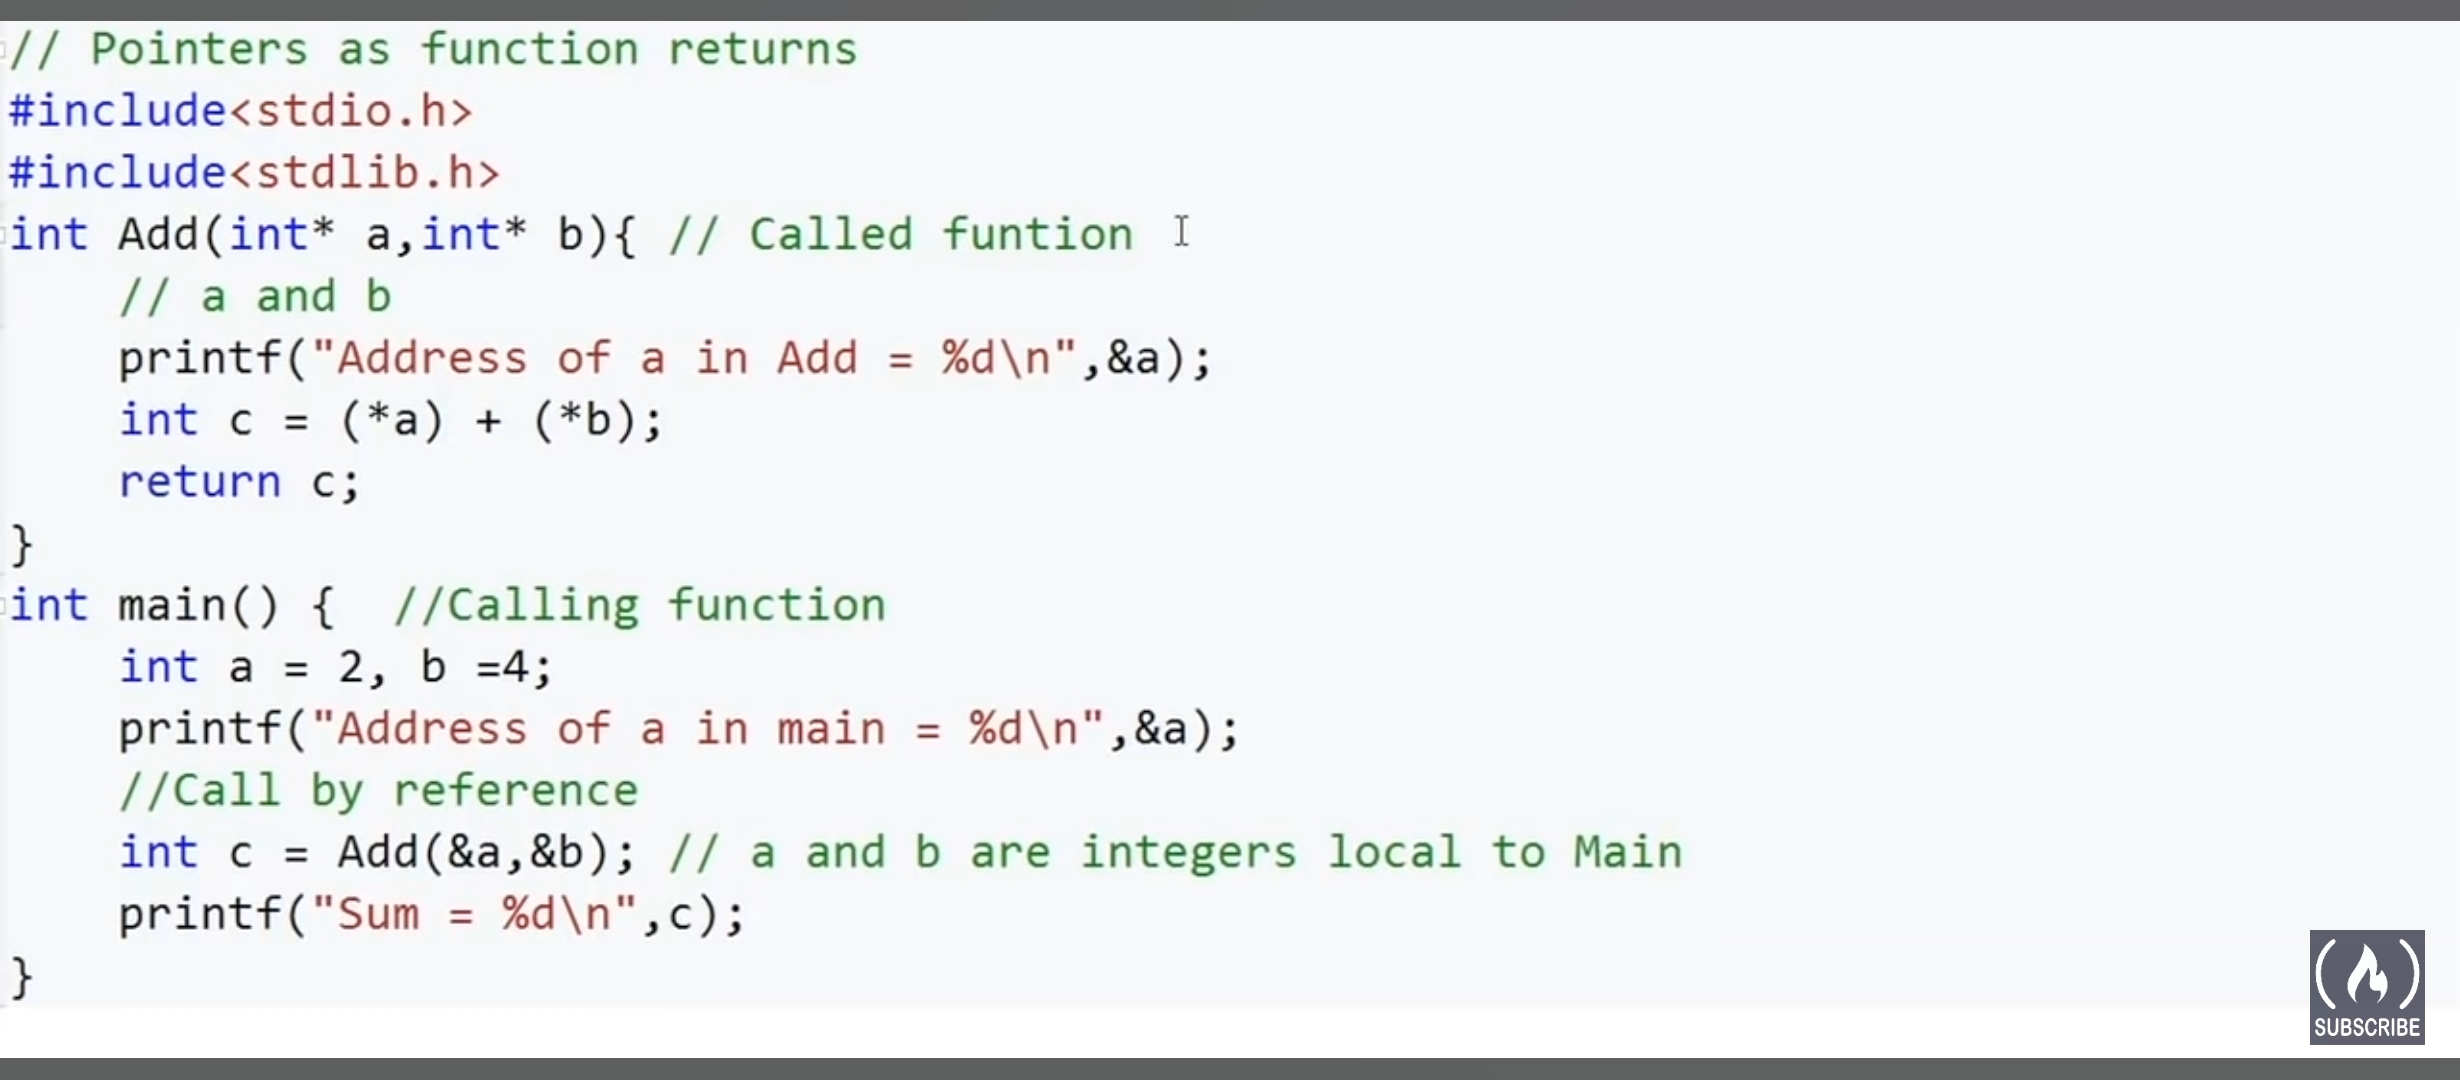 // Pointers as function returns
#include<stdio.h>
#include<stdlib.h>
int Add(int* a,int* b){ // Called funtion
    // a and b
    printf("Address of a in Add = %d\n",&a);
    int c = (*a) + (*b);
    return c;
}
int main() {  //Calling function
    int a = 2, b =4;
    printf("Address of a in main = %d\n",&a);
    //Call by reference
    int c = Add(&a,&b); // a and b are integers local to Main
    printf("Sum = %d\n",c);
}
SUBSCRIBE